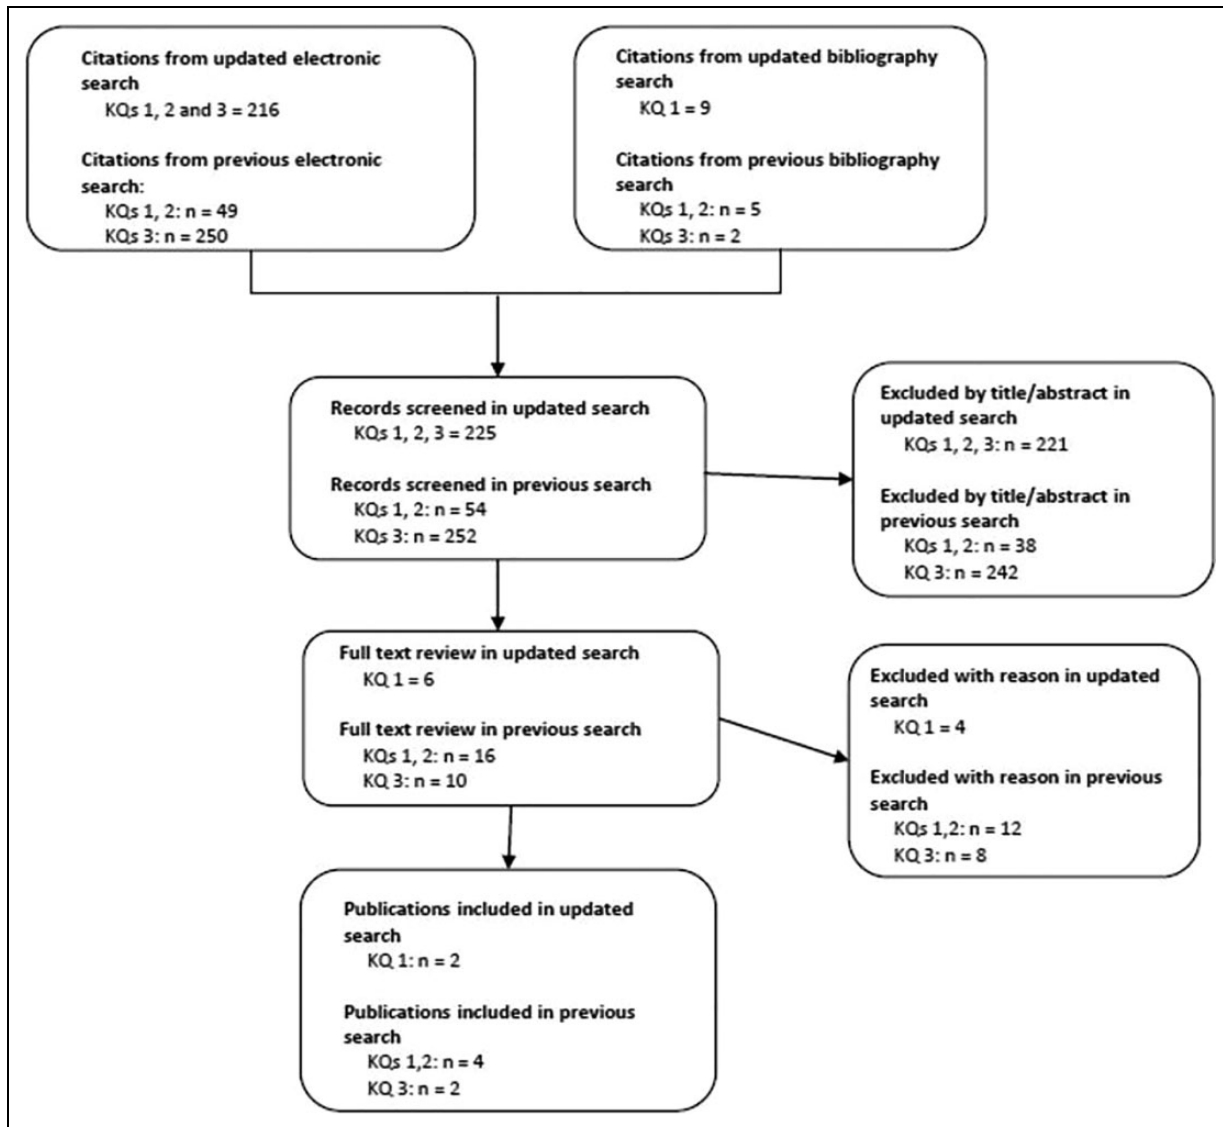 Citations from updated electronic
search
KQs 1, 2 and 3 = 216
Citations from previous electronic
search:
KQs 1, 2: n = 49
KQs 3: n = 250
Citations from updated bibliography
search
KQ 1 = 9
Citations from previous bibliography
search
KQs 1, 2: n = 5
KQs 3: n = 2
Records screened in updated search
KQs 1, 2, 3 = 225
Records screened in previous search
KQs 1, 2: n = 54
KQs 3: n = 252
Excluded by title/abstract in
updated search
KQs 1, 2, 3: n = 221
Excluded by title/abstract in
previous search
KQs 1, 2: n = 38
KQ 3: n = 242
Full text review in updated search
KQ 1 = 6
Full text review in previous search
KQs 1, 2: n = 16
KQ 3: n = 10
Excluded with reason in updated
search
KQ 1 = 4
Excluded with reason in previous
search
KQs 1,2: n = 12
KQ 3: n = 8
Publications included in updated
search
KQ 1: n = 2
Publications included in previous
search
KQs 1,2: n = 4
KQ 3: n = 2